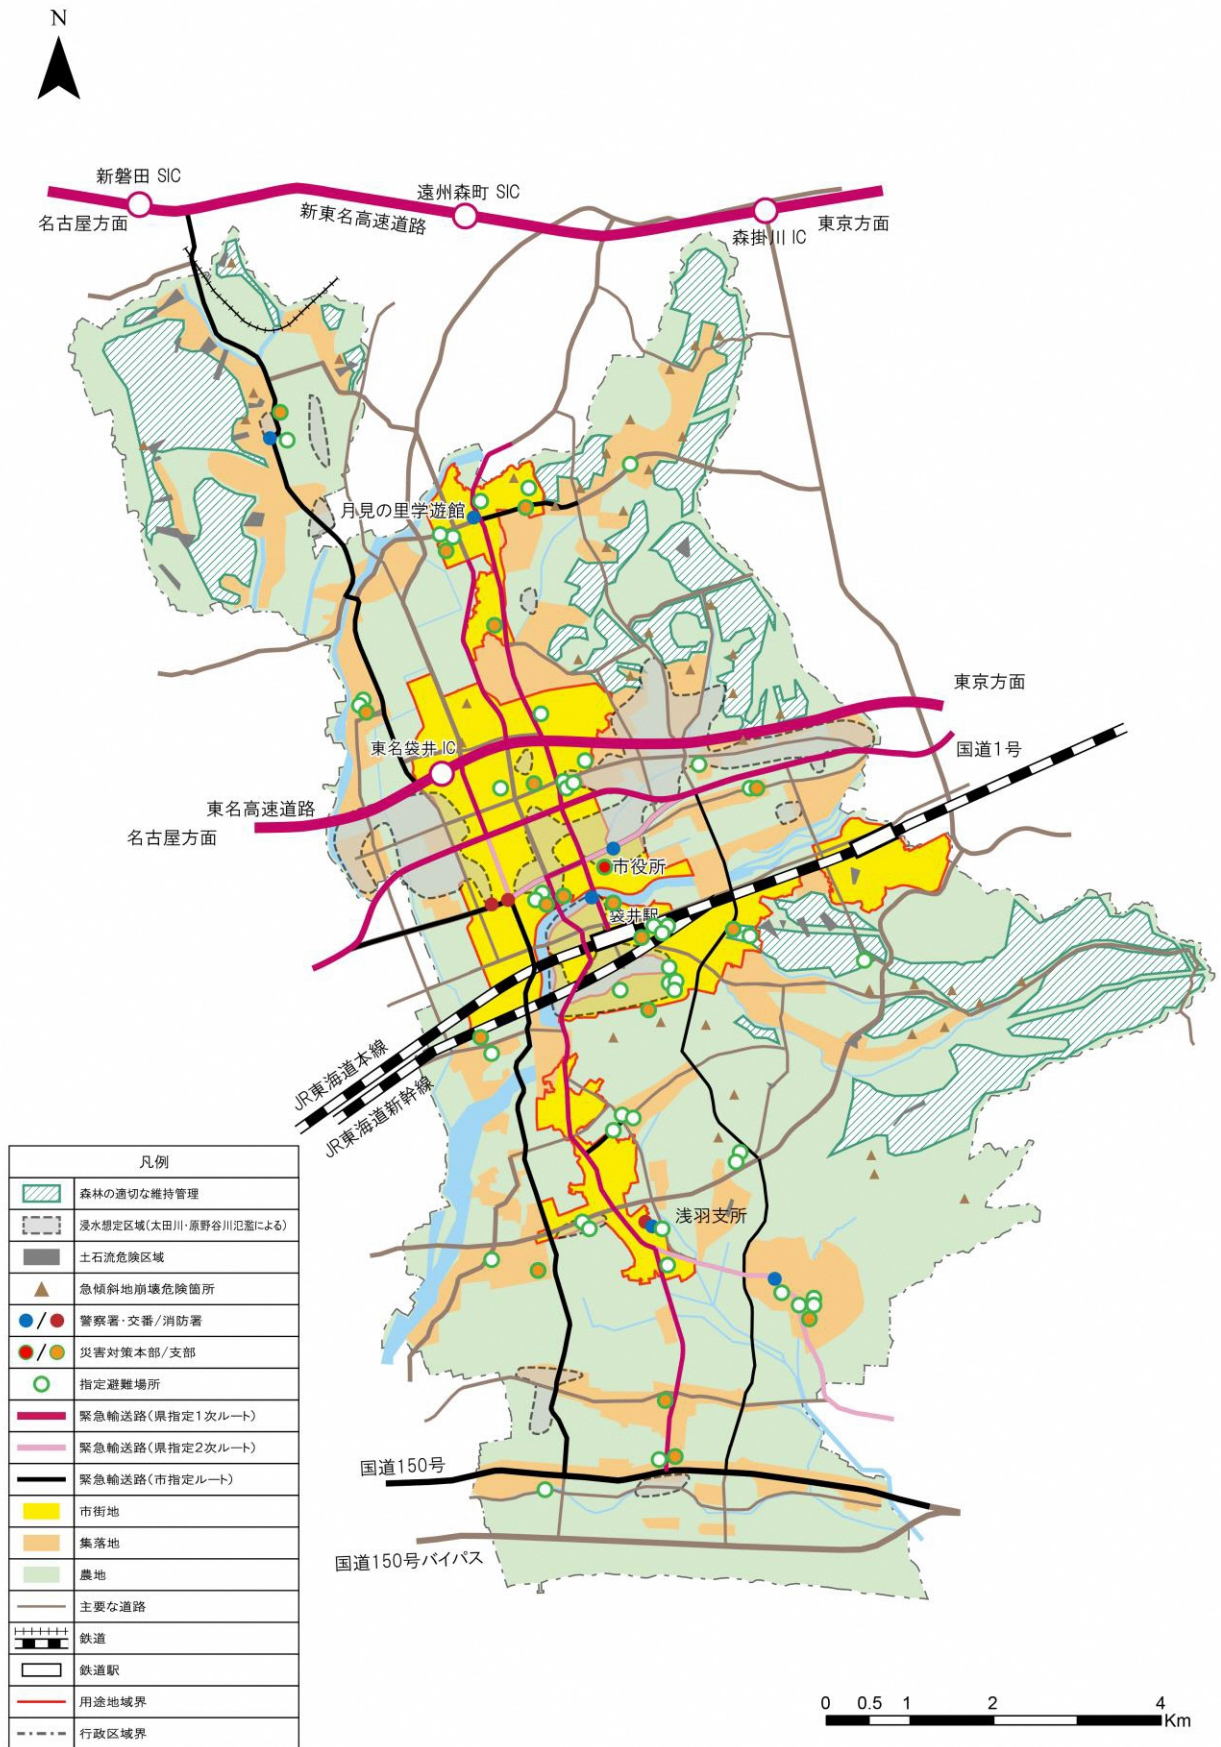 N
新磐田 SIC
遠州森町 SIC
名古屋方面
新東名高速道路
森掛川 IC
東京方面
月見の里学遊館
東京方面
東名袋井 IC
国道1号
東名高速道路
名古屋方面
市役所
袋井駅
JR東海道本線
JR東海道新幹線
浅羽支所
国道150号
国道150号バイパス
凡例
森林の適切な維持管理
浸水想定区域(太田川・原野谷川氾濫による)
土石流危険区域
急傾斜地崩壊危険箇所
警察署・交番/消防署
災害対策本部/支部
指定避難場所
緊急輸送路(県指定1次ルート)
緊急輸送路(県指定2次ルート)
緊急輸送路(市指定ルート)
市街地
集落地
農地
主要な道路
鉄道
鉄道駅
用途地域界
行政区域界
0 0.5 1 2 4
Km